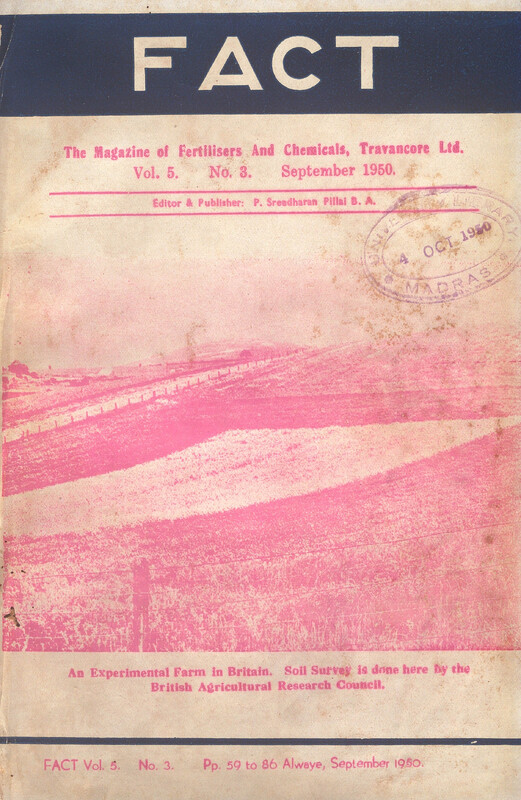 FACT
The Magazine of Fertilisers And Chemicals, Travancore Ltd.
Vol. 5. No. 3. September 1950.
Editor & Publisher: P. Sreedharan Pillai B. A.
4 OCT 1950
MADRAS
An Experimental Farm in Britain. Soil Survey is done here by the
British Agricultural Research Council.
FACT Vol. 5. No. 3. Pp. 59 to 86 Alwaye, September 1950.